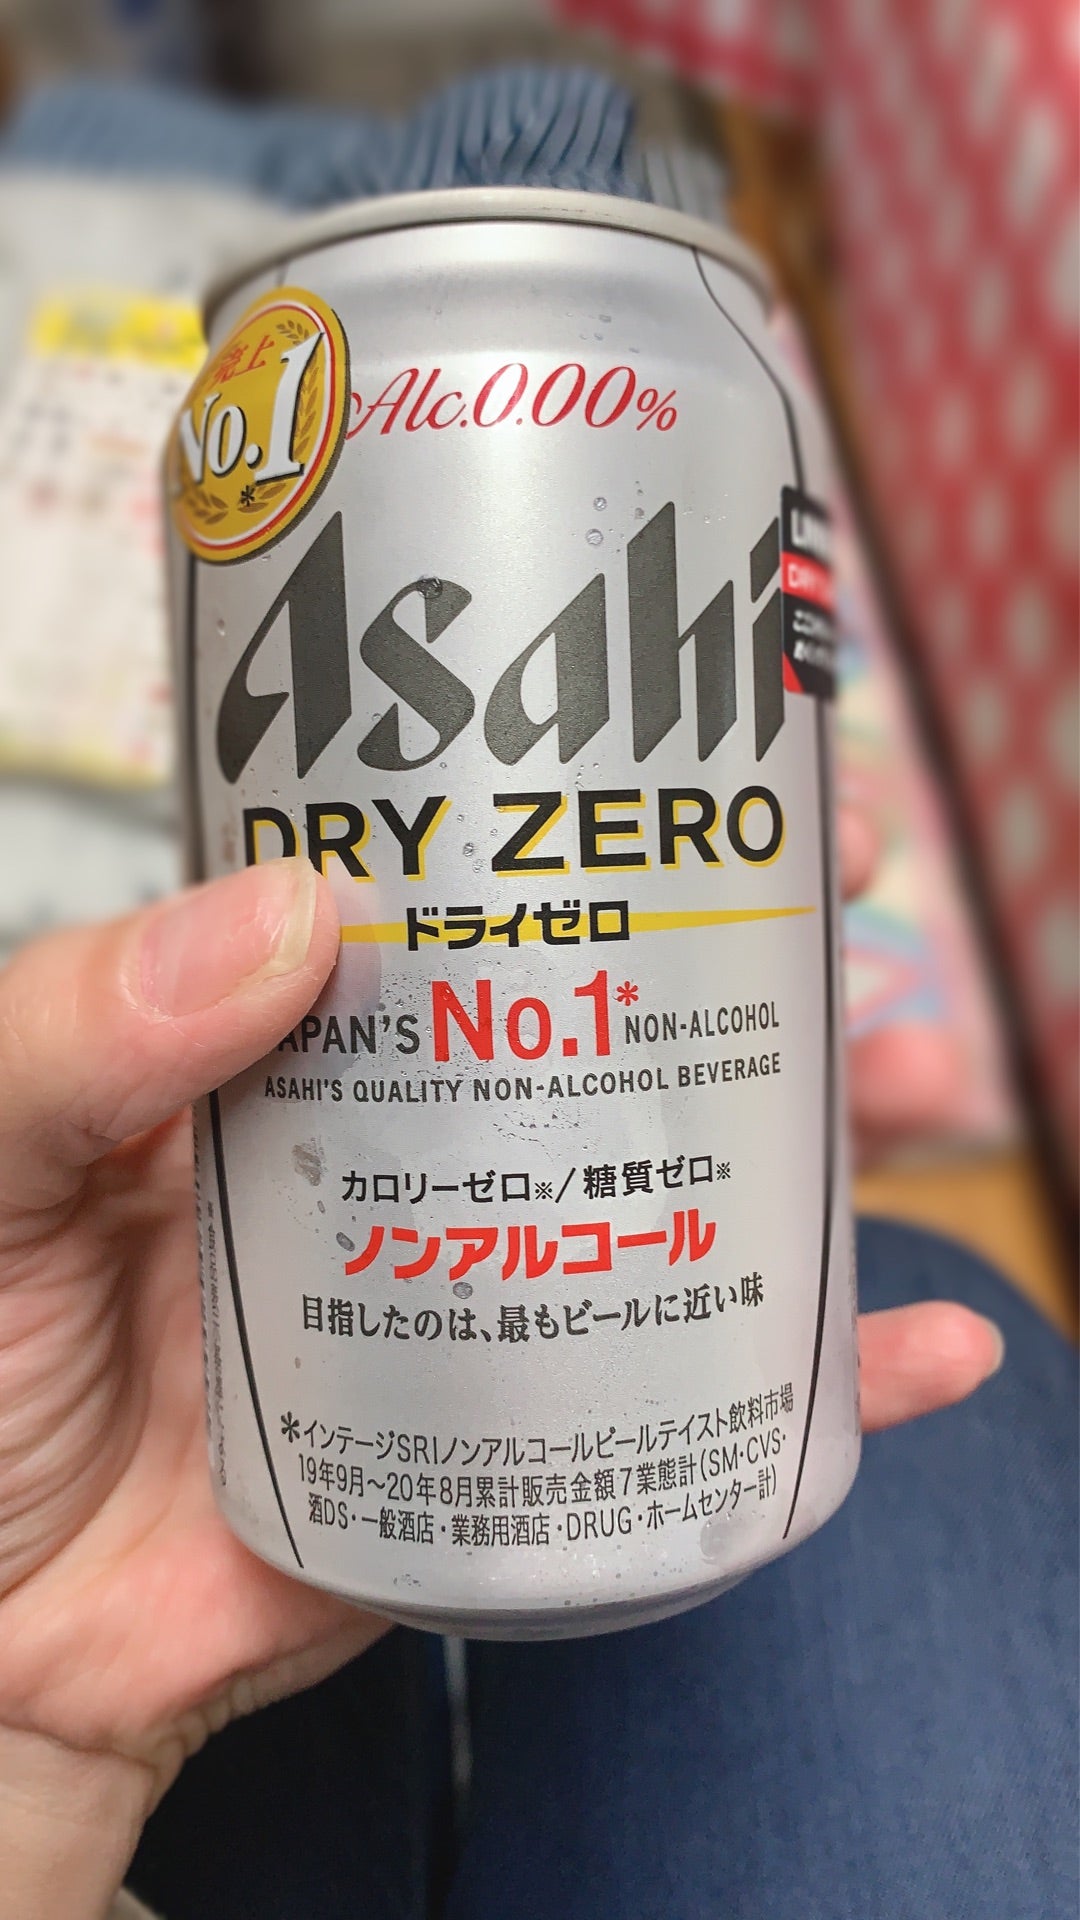 売上
No.1
*
Alc.0.00%
Asahi
DRY ZERO
ドライゼロ
JAPAN'S No.1* NON-ALCOHOL
ASAHI'S QUALITY NON-ALCOHOL BEVERAGE
カロリーゼロ※/糖質ゼロ※
ノンアルコール
目指したのは、最もビールに近い味
*インテージSRIノンアルコールビールテイスト飲料市場
19年9月〜20年8月累計販売金額7業態計(SM・CVS・
酒DS・一般酒店・業務用酒店・DRUG・ホームセンター計)